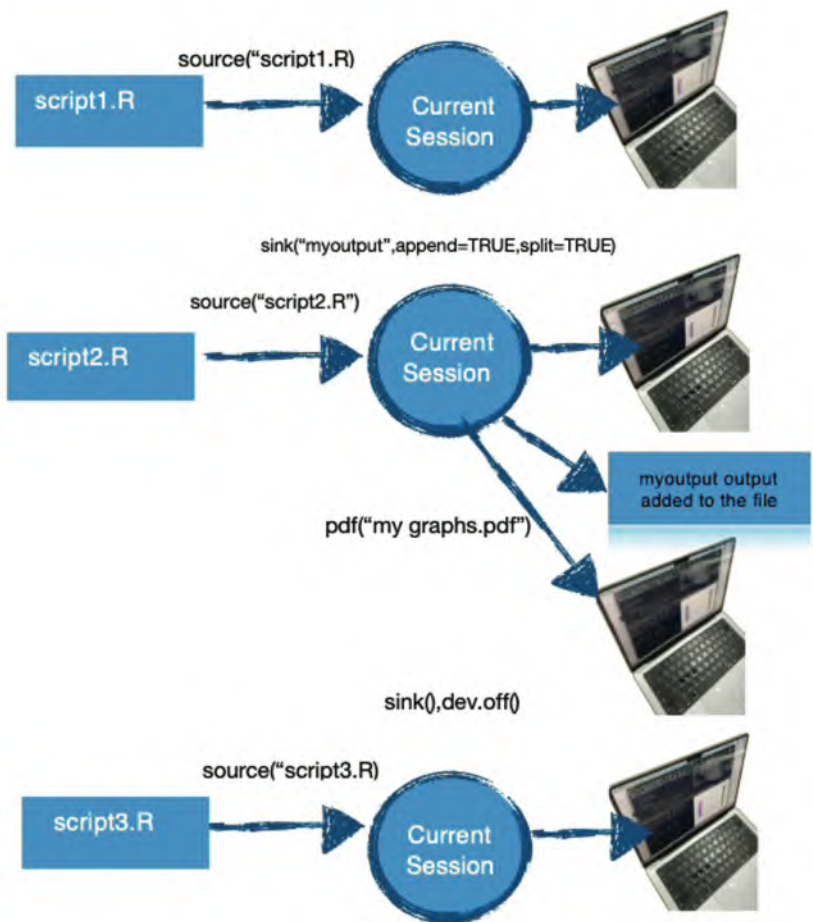 source(“script1.R)
script1.R
Current
Session
sink(“myoutput”,append=TRUE,split=TRUE)
source(“script2.R”)
script2.R
Current
Session
myoutput output
added to the file
pdf(“my graphs.pdf”)
sink(),dev.off()
source(“script3.R)
script3.R
Current
Session